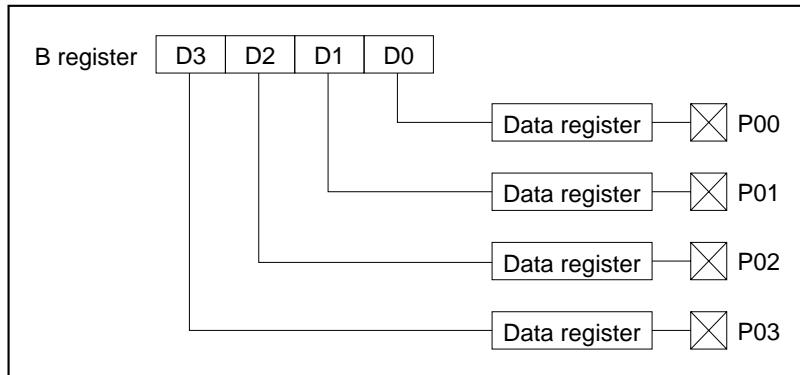 B register D3 D2 D1 D0
Data register P00
Data register P01
Data register P02
Data register P03